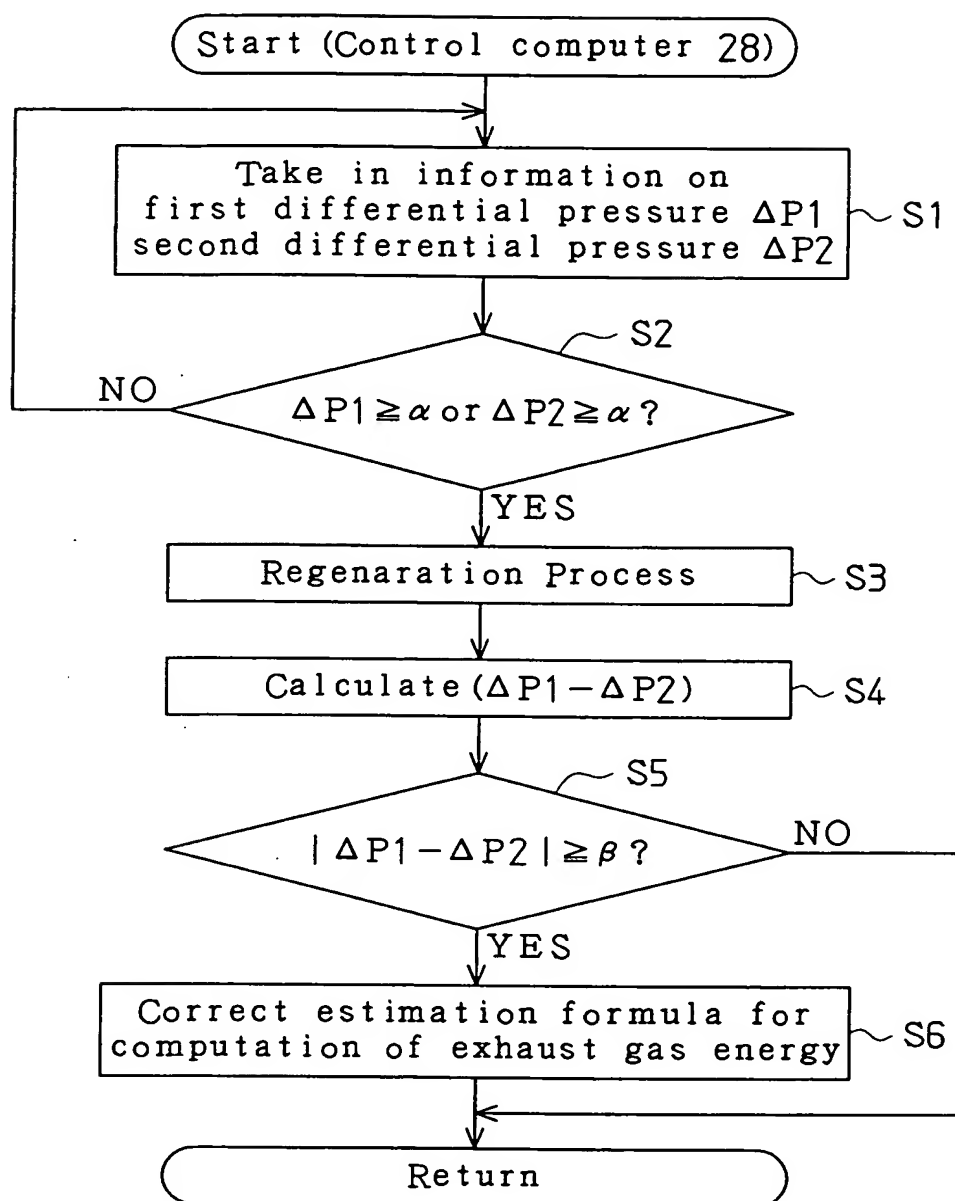 Start (Control computer 28)
Take in information on
first differential pressure ΔP1
second differential pressure ΔP2
S1
S2
NO
ΔP1≧α or ΔP2≧α?
YES
Regenaration Process
S3
Calculate (ΔP1−ΔP2)
S4
S5
NO
|ΔP1−ΔP2|≧β?
YES
Correct estimation formula for
computation of exhaust gas energy
S6
Return